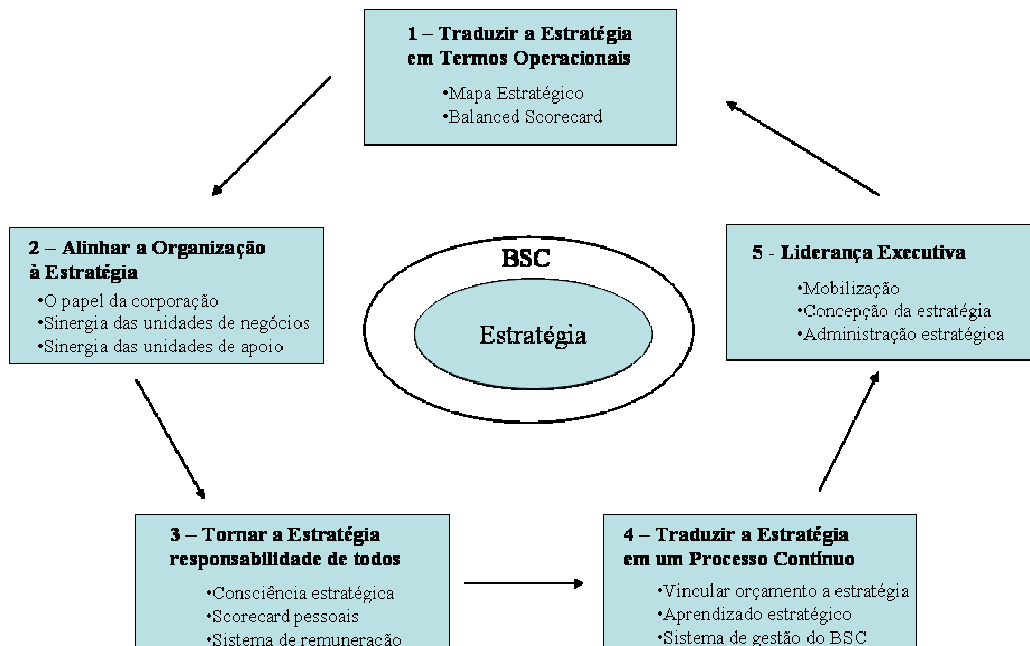 1 – Traduzir a Estratégia
em Termos Operacionais
•Mapa Estratégico
•Balanced Scorecard
2 – Alinhar a Organização
à Estratégia
•O papel da corporação
•Sinergia das unidades de negócios
•Sinergia das unidades de apoio
BSC
Estratégia
5 - Liderança Executiva
•Mobilização
•Concepção da estratégia
•Administração estratégica
3 – Tornar a Estratégia
responsabilidade de todos
•Consciência estratégica
•Scorecard pessoais
•Sistema de remuneração
4 – Traduzir a Estratégia
em um Processo Contínuo
•Vincular orçamento a estratégia
•Aprendizado estratégico
•Sistema de gestão do BSC